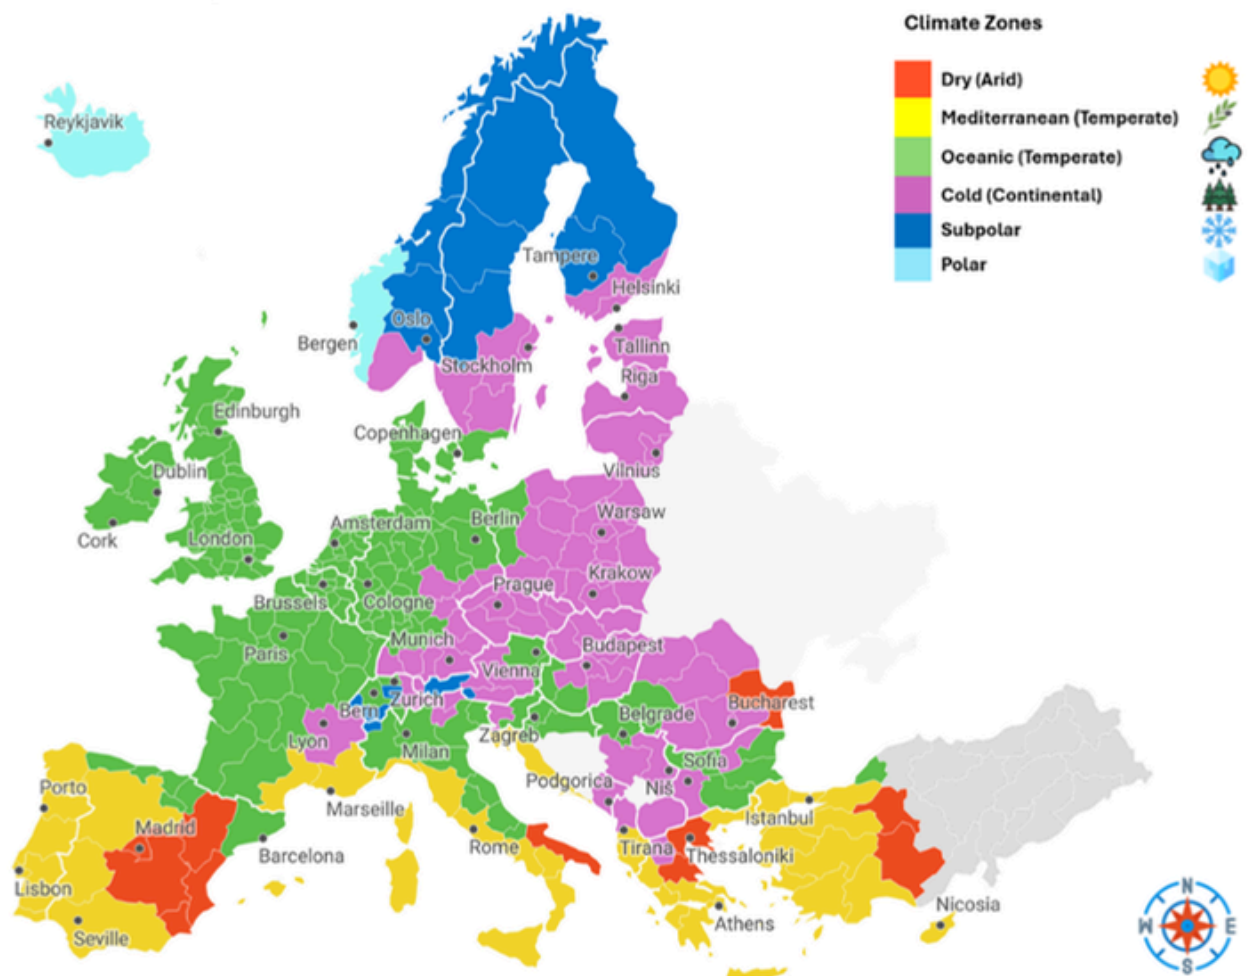 Climate Zones
Dry (Arid)
Mediterranean (Temperate)
Oceanic (Temperate)
Cold (Continental)
Subpolar
Polar
Reykjavik
Tampere
Helsinki
Oslo
Bergen
Stockholm
Tallinn
Riga
Edinburgh
Copenhagen
Vilnius
Dublin
Cork
London
Amsterdam
Berlin
Warsaw
Brussels
Cologne
Prague
Krakow
Paris
Munich
Vienna
Budapest
Bern
Zurich
Lyon
Milan
Zagreb
Belgrade
Bucharest
Porto
Madrid
Marseille
Podgorica
Niš
Sofia
Istanbul
Lisbon
Barcelona
Rome
Tirana
Thessaloniki
Seville
Athens
Nicosia
N
W
E
S